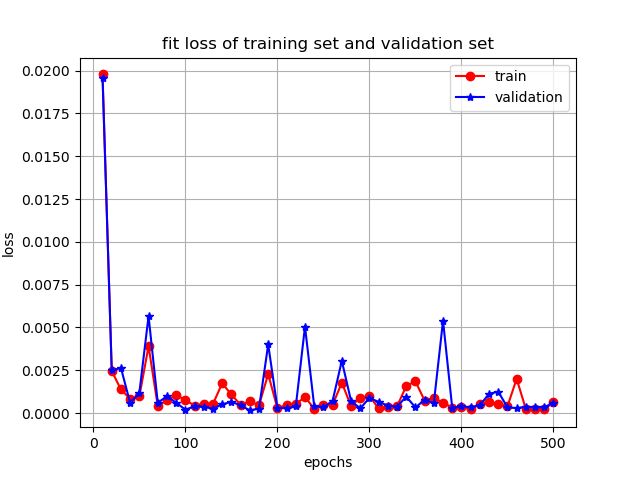 fit loss of training set and validation set
train
validation
0.0200
0.0175
0.0150
0.0125
0.0100
0.0075
0.0050
0.0025
0.0000
loss
0 100 200 300 400 500
epochs